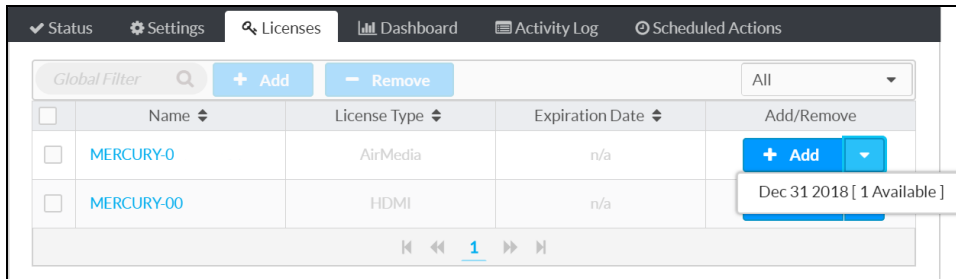 Status Settings Licenses Dashboard Activity Log Scheduled Actions
Global Filter Add Remove All
Name License Type Expiration Date Add/Remove
MERCURY-0 AirMedia n/a Add
Dec 31 2018 [ 1 Available ]
MERCURY-00 HDMI n/a
1